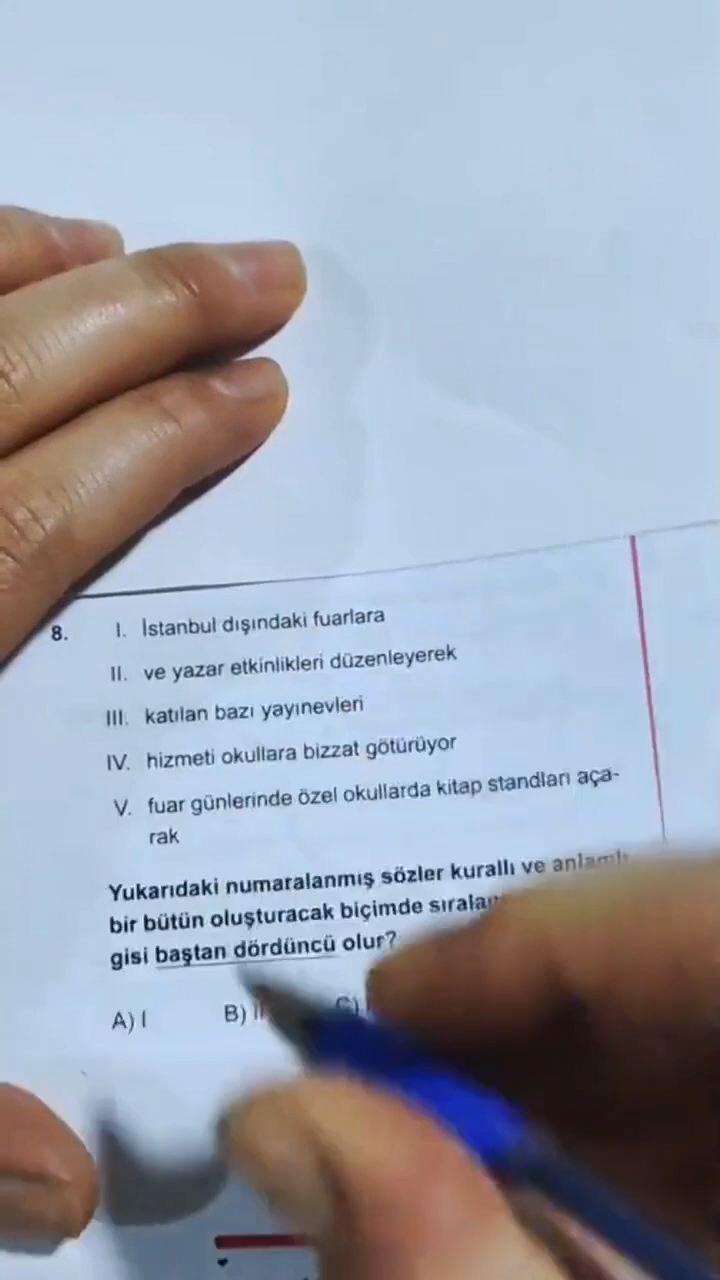 8. I. İstanbul dışındaki fuarlara
II. ve yazar etkinlikleri düzenleyerek
III. katılan bazı yayınevleri
IV. hizmeti okullara bizzat götürüyor
V. fuar günlerinde özel okullarda kitap standları aça-
rak
Yukarıdaki numaralanmış sözler kurallı ve anlamlı
bir bütün oluşturacak biçimde
gisi baştan dördüncü olur?
A) I B) C)